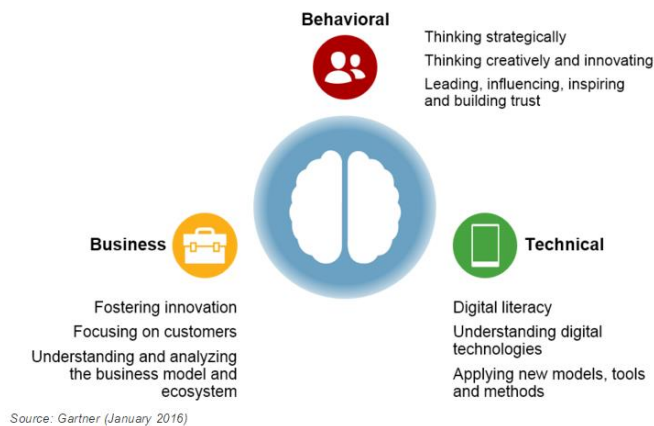 Behavioral
Thinking strategically
Thinking creatively and innovating
Leading, influencing, inspiring
and building trust
Business
Fostering innovation
Focusing on customers
Understanding and analyzing
the business model and
ecosystem
Technical
Digital literacy
Understanding digital
technologies
Applying new models, tools
and methods
Source: Gartner (January 2016)